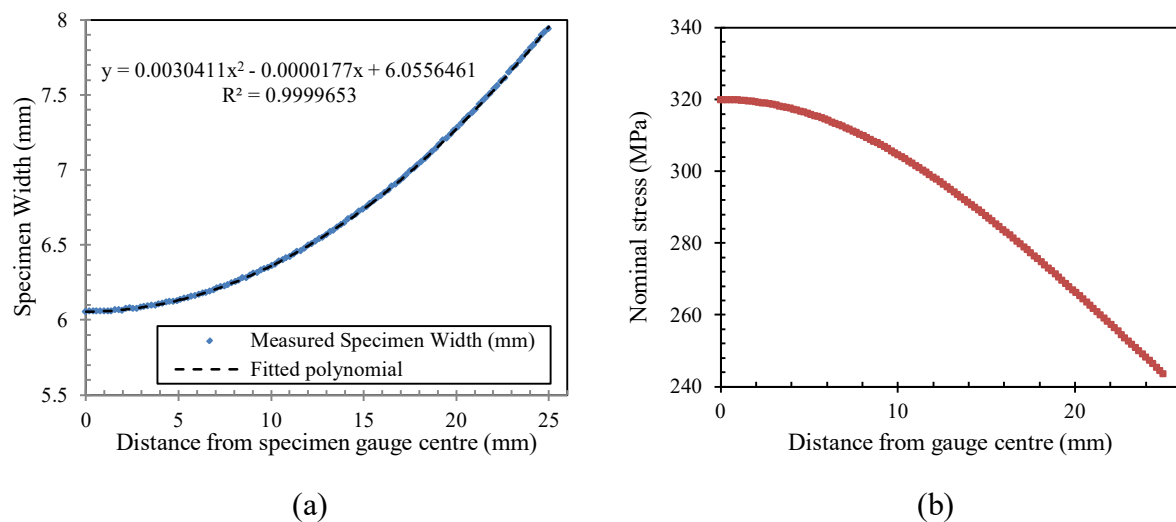 8
7.5
7
6.5
6
5.5
Specimen Width (mm)
y = 0.0030411x² - 0.0000177x + 6.0556461
R² = 0.9999653
Measured Specimen Width (mm)
Fitted polynomial
0 5 10 15 20 25
Distance from specimen gauge centre (mm)
(a)
340
320
300
280
260
240
Nominal stress (MPa)
0 10 20
Distance from gauge centre (mm)
(b)